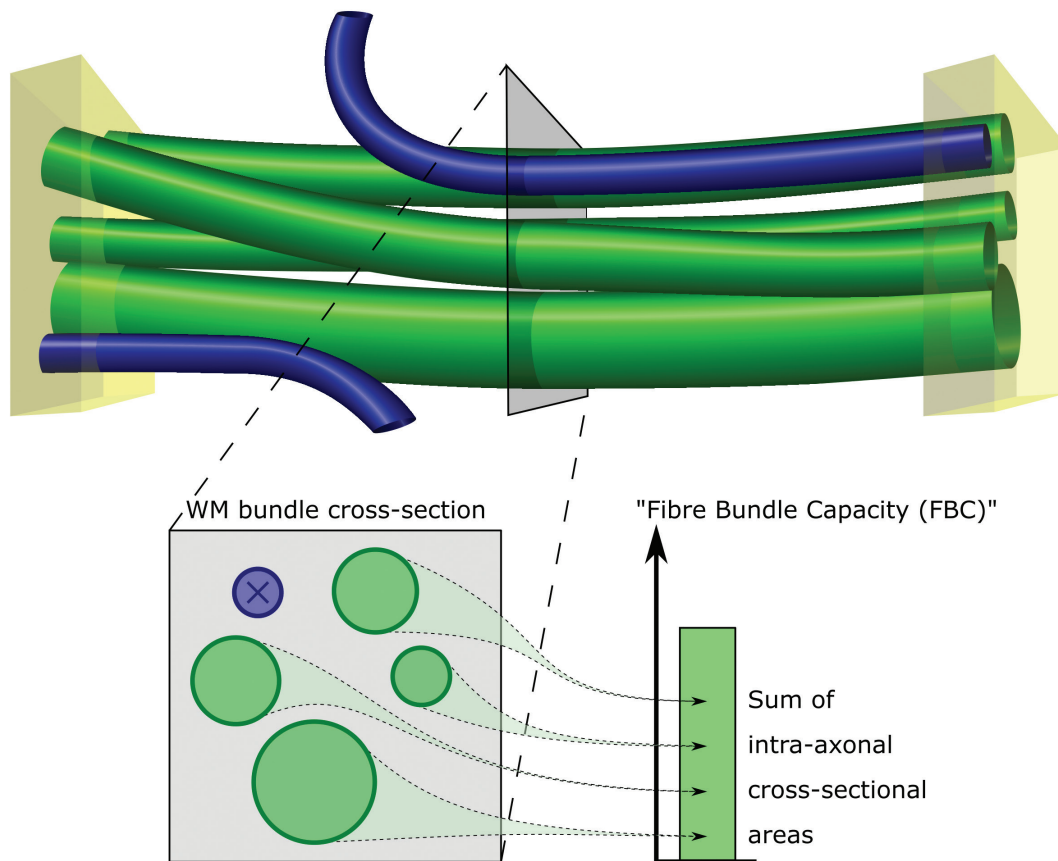 WM bundle cross-section
"Fibre Bundle Capacity (FBC)"
Sum of
intra-axonal
cross-sectional
areas